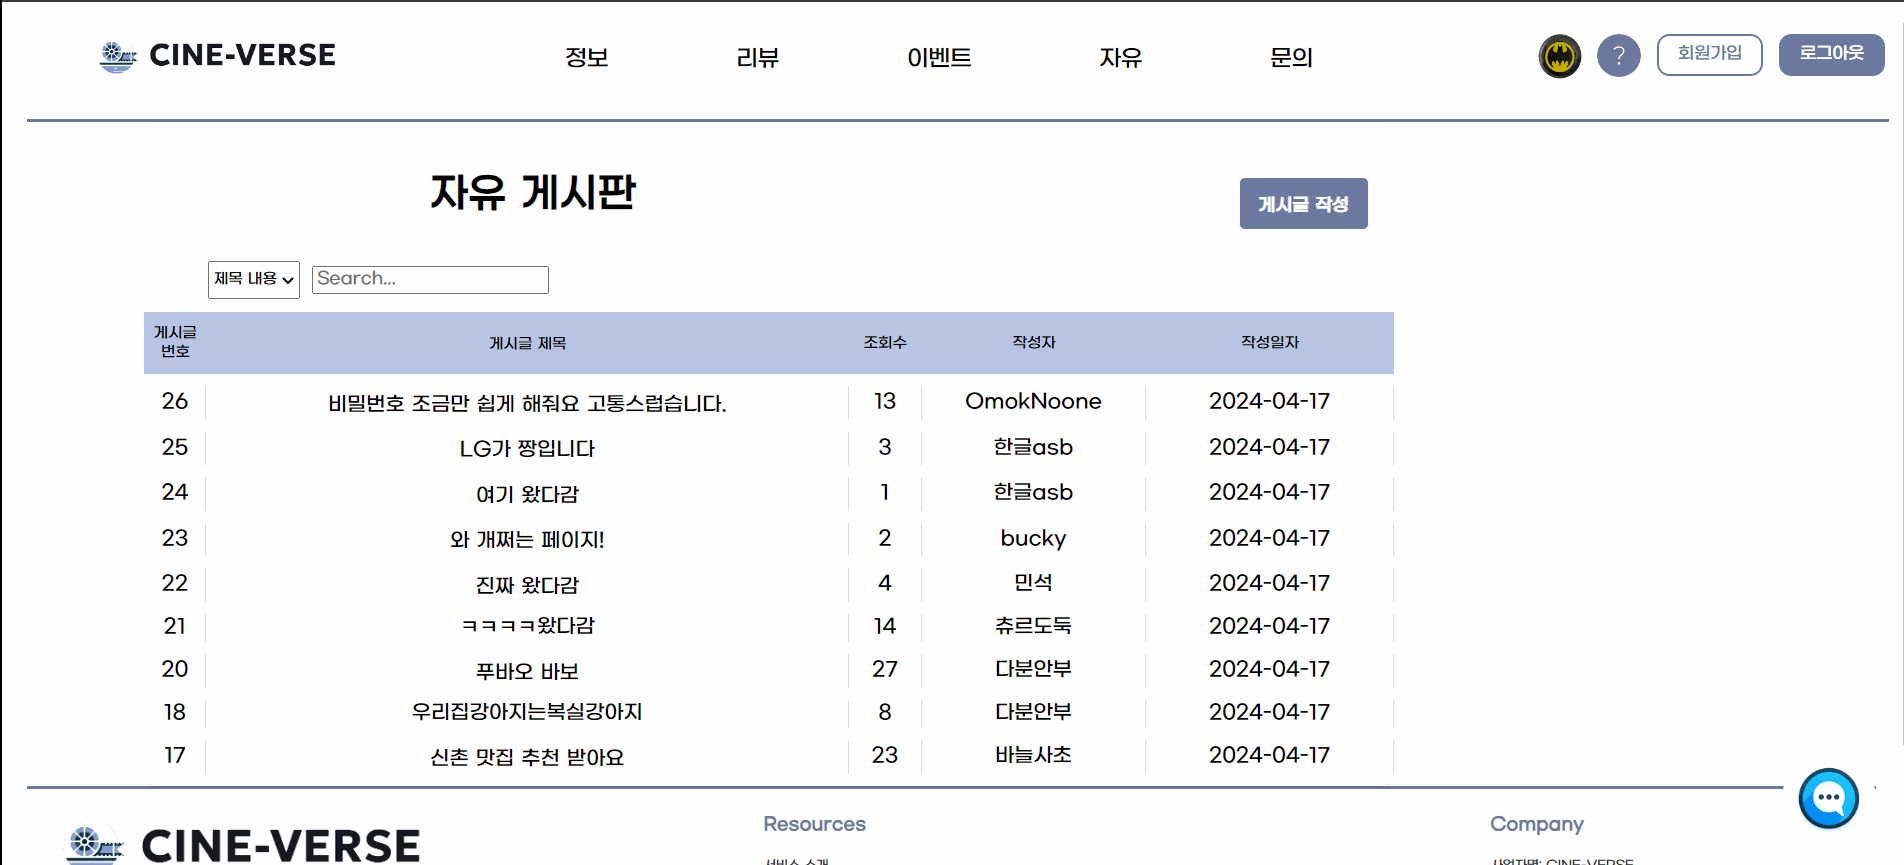 CINE-VERSE 정보 리뷰 이벤트 자유 문의 ? 회원가입 로그아웃
자유 게시판
게시글 작성
제목 내용 Search...
게시글 번호 게시글 제목 조회수 작성자 작성일자
26 비밀번호 조금만 쉽게 해줘요 고통스럽습니다. 13 OmokNoone 2024-04-17
25 LG가 짱입니다 3 한글asb 2024-04-17
24 여기 왔다감 1 한글asb 2024-04-17
23 와 개쩌는 페이지! 2 bucky 2024-04-17
22 진짜 왔다감 4 민석 2024-04-17
21 ㅋㅋㅋㅋ왔다감 14 츄르도둑 2024-04-17
20 푸바오 바보 27 다분안부 2024-04-17
18 우리집강아지는복실강아지 8 다분안부 2024-04-17
17 신촌 맛집 추천 받아요 23 바늘사초 2024-04-17
CINE-VERSE Resources Company
서비스 소개 사업자명: CINE-VERSE